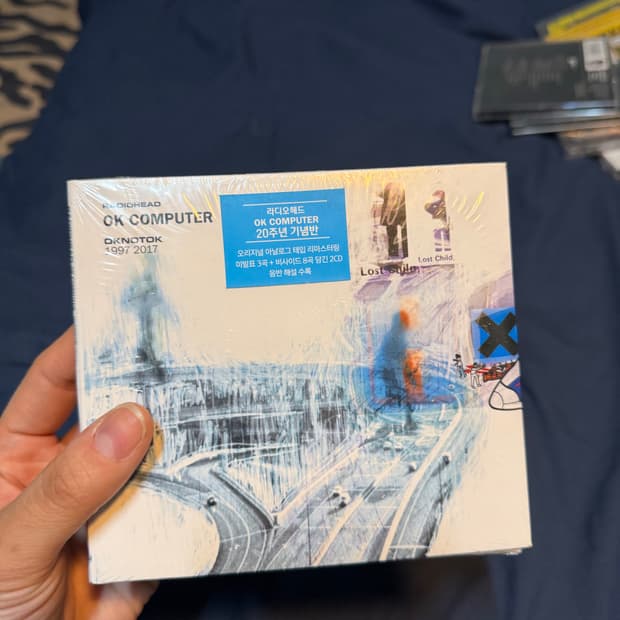 RADIOHEAD
OK COMPUTER
OKNOTOK
1997 2017
라디오헤드
OK COMPUTER
20주년 기념반
오리지널 아날로그 테입 리마스터링
미발표 3곡 + 비사이드 8곡 담긴 2CD
음반 해설 수록
Lost Child
Lost Child